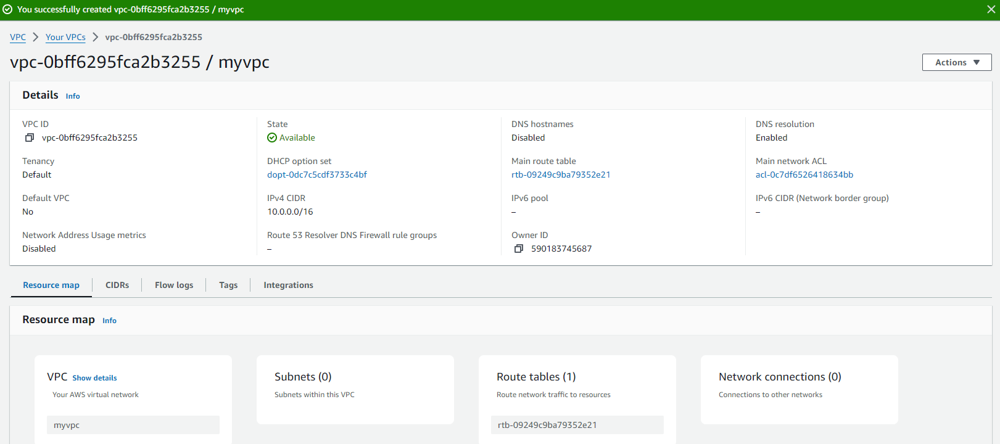 You successfully created vpc-0bff6295fca2b3255 / myvpc
VPC > Your VPCs > vpc-0bff6295fca2b3255
vpc-0bff6295fca2b3255 / myvpc
Actions
Details Info
VPC ID
vpc-0bff6295fca2b3255
State
Available
DNS hostnames
Disabled
DNS resolution
Enabled
Tenancy
Default
DHCP option set
dopt-0dc7c5cdf3733c4bf
Main route table
rtb-09249c9ba79352e21
Main network ACL
acl-0c7df6526418634bb
Default VPC
No
IPv4 CIDR
10.0.0.0/16
IPv6 pool
–
IPv6 CIDR (Network border group)
–
Network Address Usage metrics
Disabled
Route 53 Resolver DNS Firewall rule groups
–
Owner ID
590183745687
Resource map
CIDRs
Flow logs
Tags
Integrations
Resource map Info
VPC Show details
Your AWS virtual network
myvpc
Subnets (0)
Subnets within this VPC
Route tables (1)
Route network traffic to resources
rtb-09249c9ba79352e21
Network connections (0)
Connections to other networks